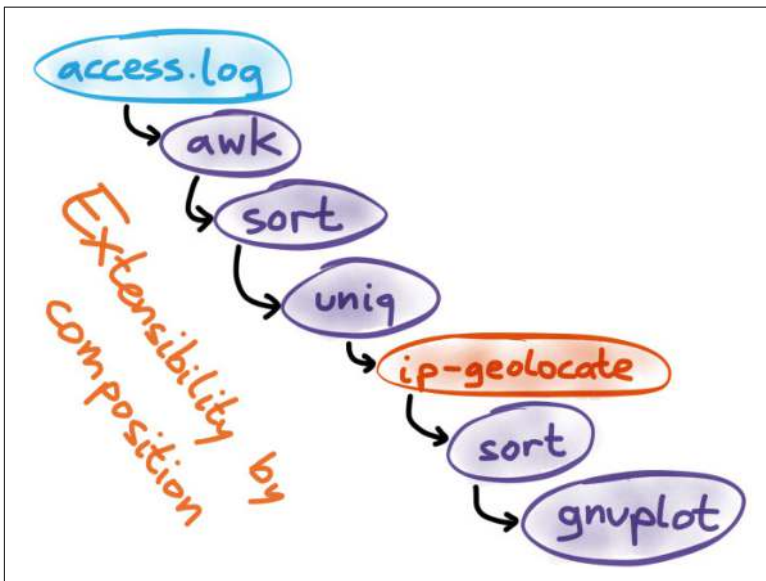 access.log
awk
sort
uniq
ip-geolocate
sort
gnuplot
Extensibility by
composition